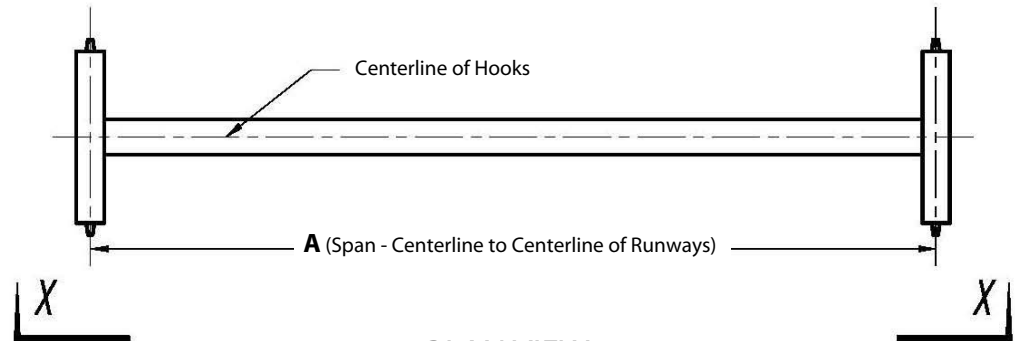 Centerline of Hooks
A (Span - Centerline to Centerline of Runways)
X X